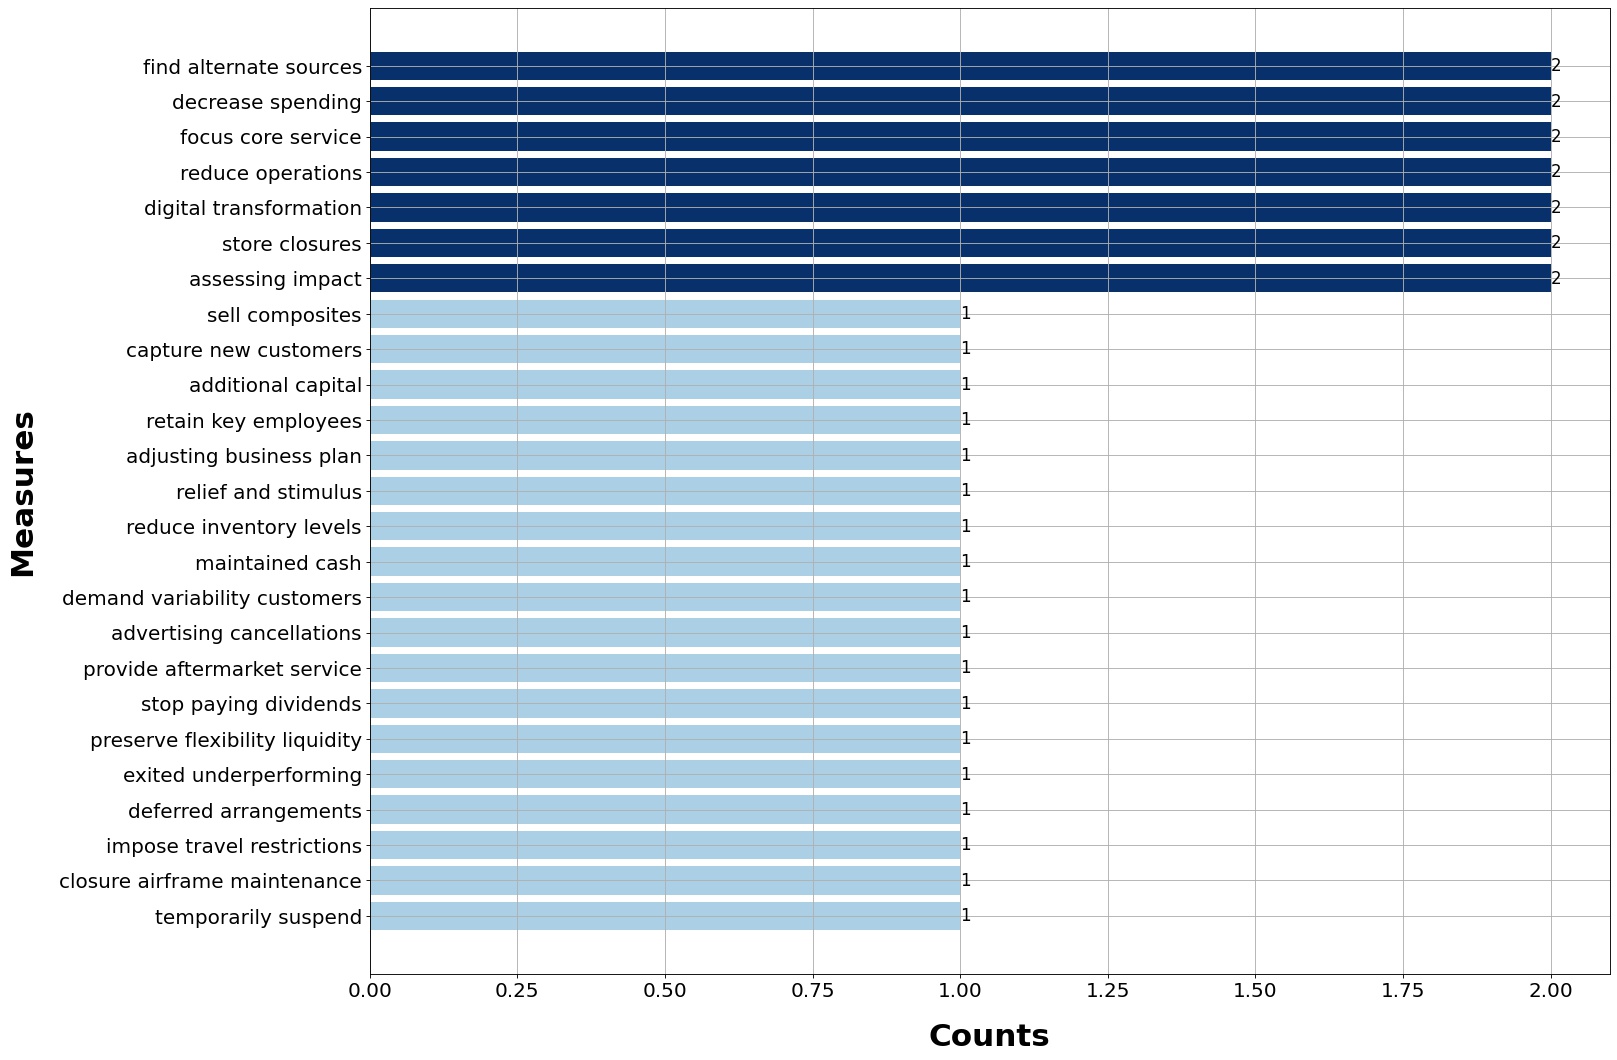 find alternate sources 2
decrease spending 2
focus core service 2
reduce operations 2
digital transformation 2
store closures 2
assessing impact 2
sell composites 1
capture new customers 1
additional capital 1
retain key employees 1
adjusting business plan 1
relief and stimulus 1
reduce inventory levels 1
maintained cash 1
demand variability customers 1
advertising cancellations 1
provide aftermarket service 1
stop paying dividends 1
preserve flexibility liquidity 1
exited underperforming 1
deferred arrangements 1
impose travel restrictions 1
closure airframe maintenance 1
temporarily suspend 1
Measures
0.00 0.25 0.50 0.75 1.00 1.25 1.50 1.75 2.00
Counts